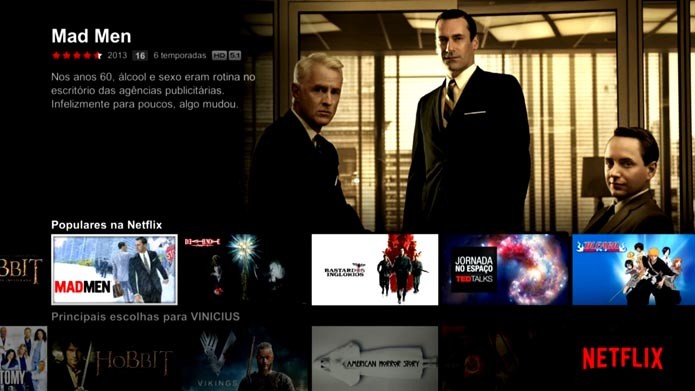 Mad Men
2013 16 6 temporadas HD 5.1
Nos anos 60, álcool e sexo eram rotina no
escritório das agências publicitárias.
Infelizmente para poucos, algo mudou.
Populares na Netflix
BBIT
MADMEN
DEATH NOTE
BASTARDOS
INGLÓRIOS
JORNADA
NO ESPAÇO
TEDTALKS
BLEACH
Principais escolhas para VINICIUS
TOMY
HOBBIT
VIKINGS
AMERICAN HORROR STORY
NETFLIX